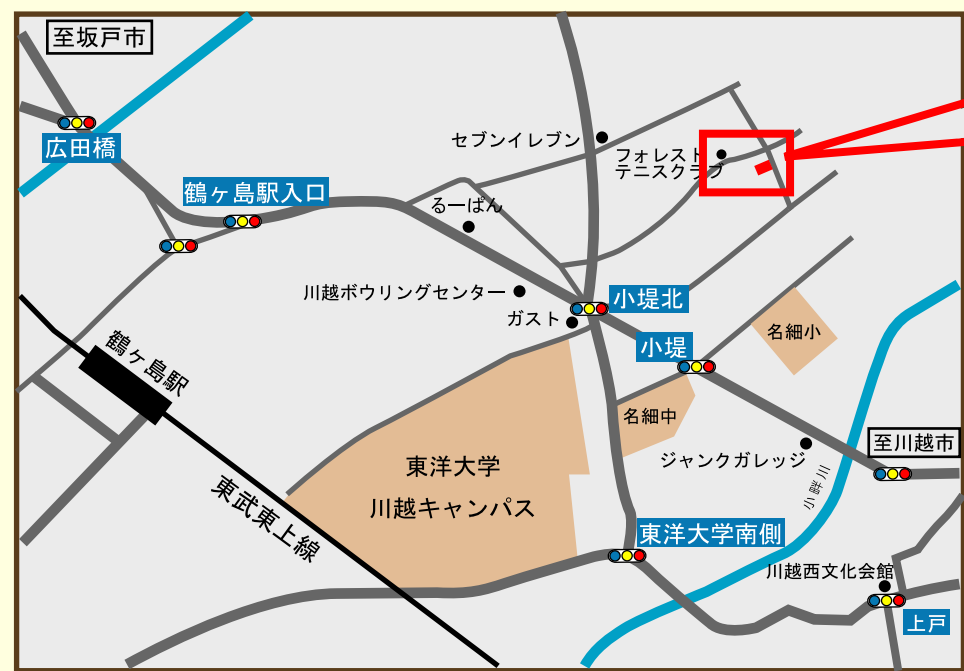 至坂戸市
広田橋
セブンイレブン
フォレスト
テニスクラブ
鶴ヶ島駅入口
るーぱん
川越ボウリングセンター
小堤北
ガスト
小堤
名細小
鶴ヶ島駅
名細中
至川越市
ジャンクガレッジ
東洋大学
川越キャンパス
東武東上線
東洋大学南側
川越西文化会館
上戸